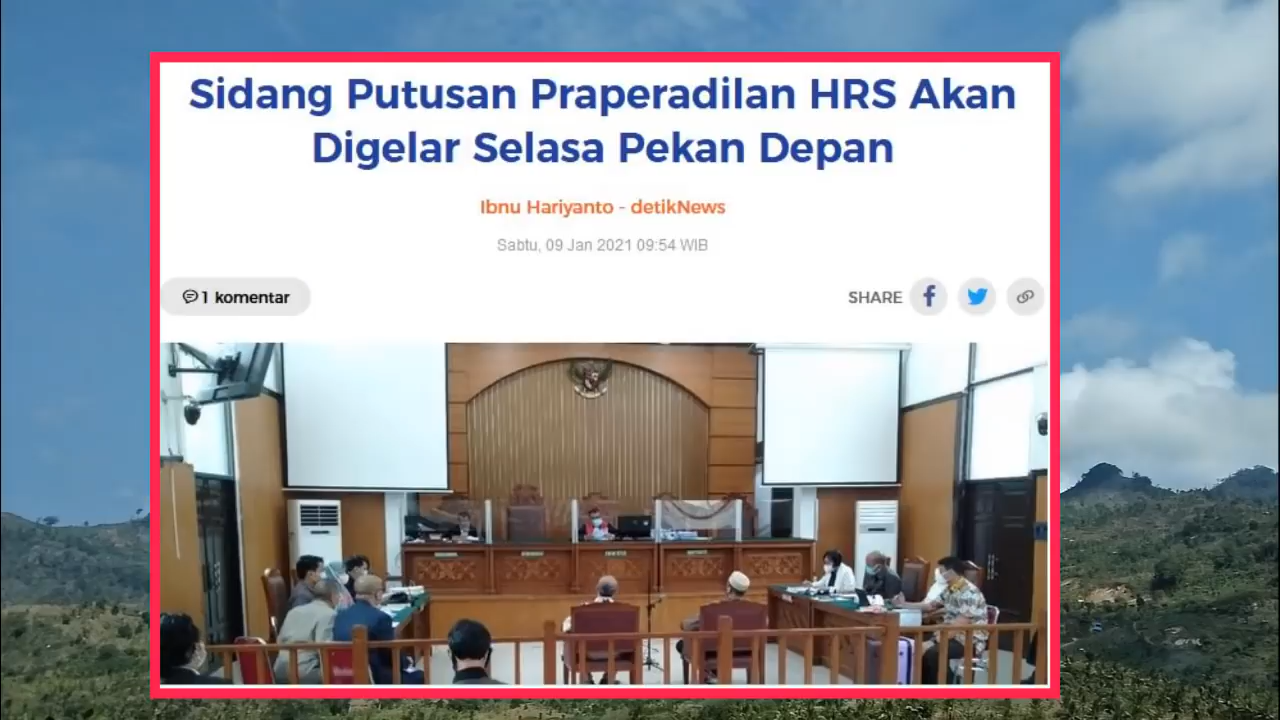 Sidang Putusan Praperadilan HRS Akan
Digelar Selasa Pekan Depan
Ibnu Hariyanto - detikNews
Sabtu, 09 Jan 2021 09:54 WIB
1 komentar
SHARE